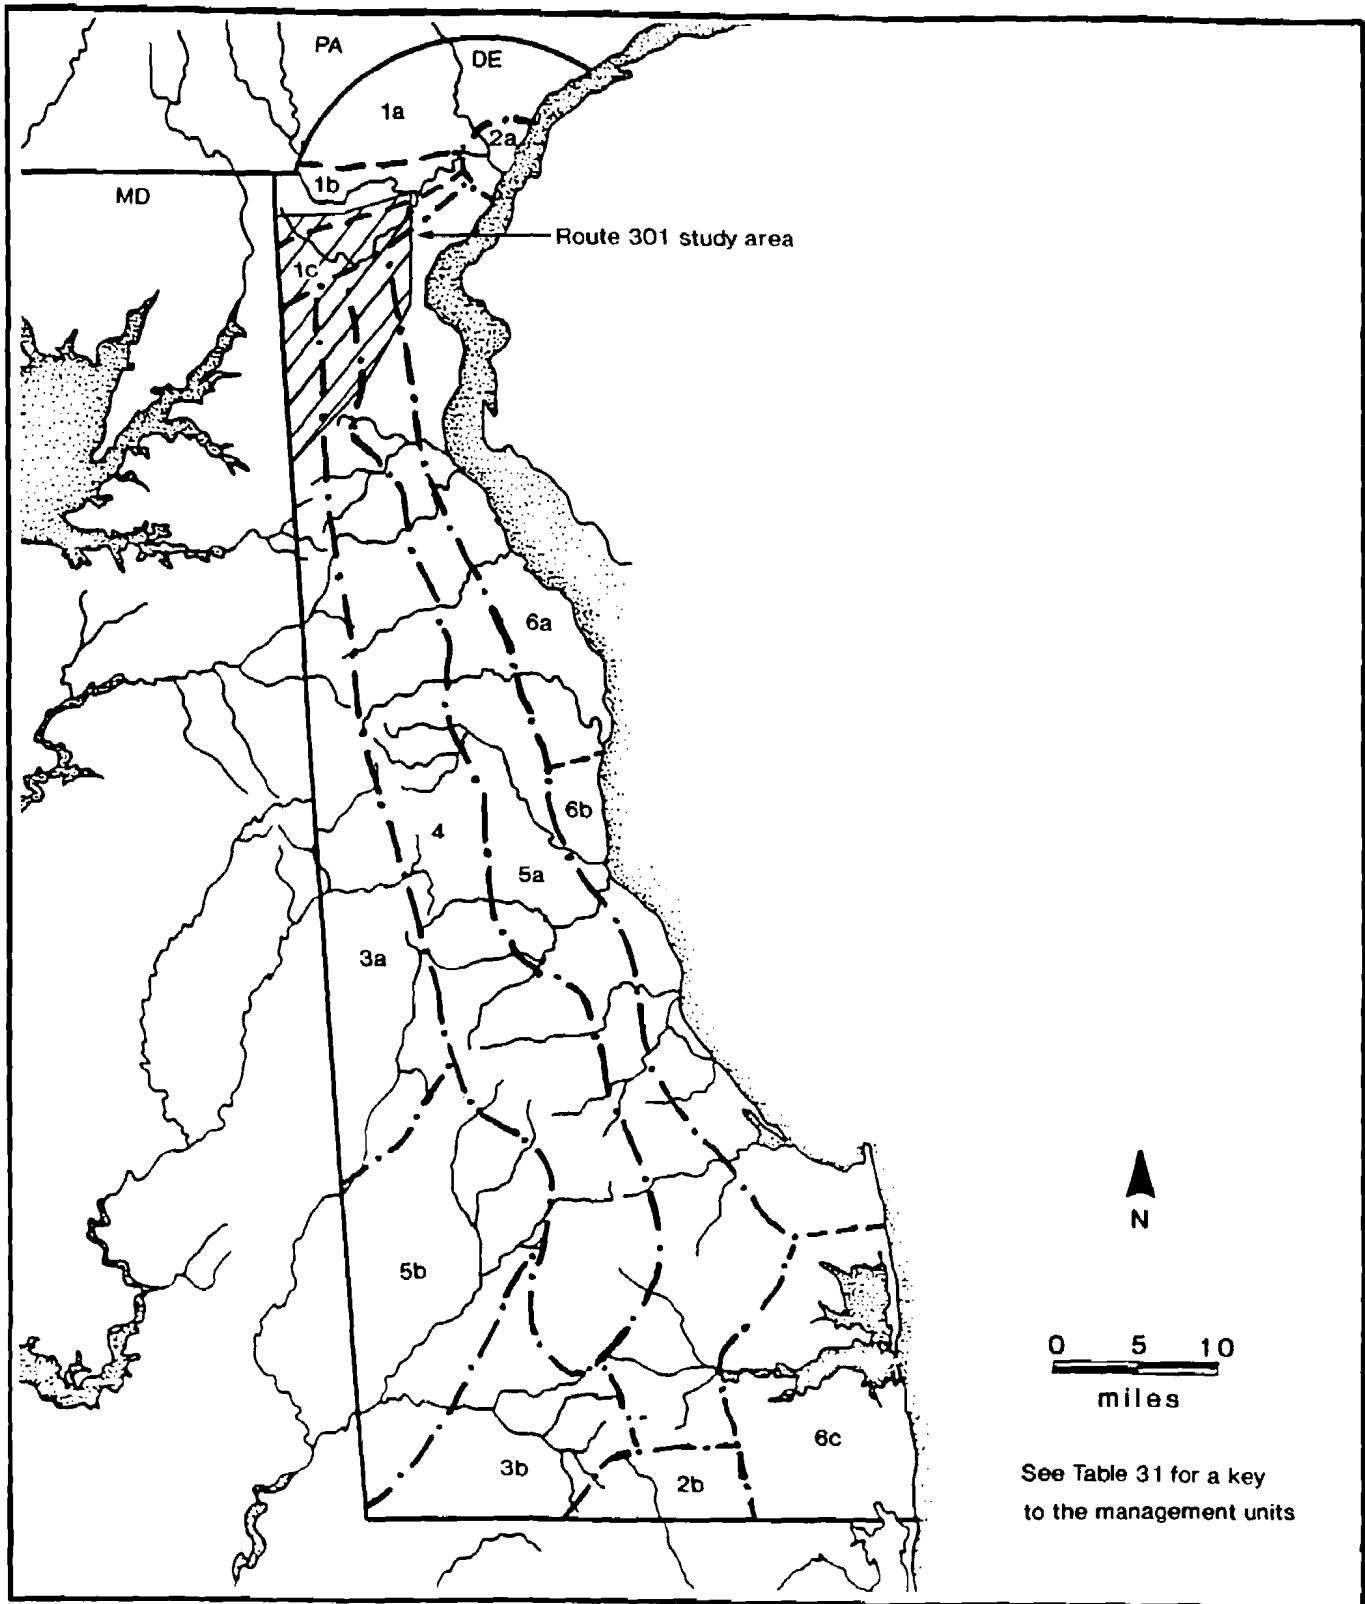 PA
DE
1a
2a
1b
MD
Route 301 study area
1c
6a
6b
4
5a
3a
N
5b
0 5 10
miles
6c
See Table 31 for a key
to the management units
3b
2b